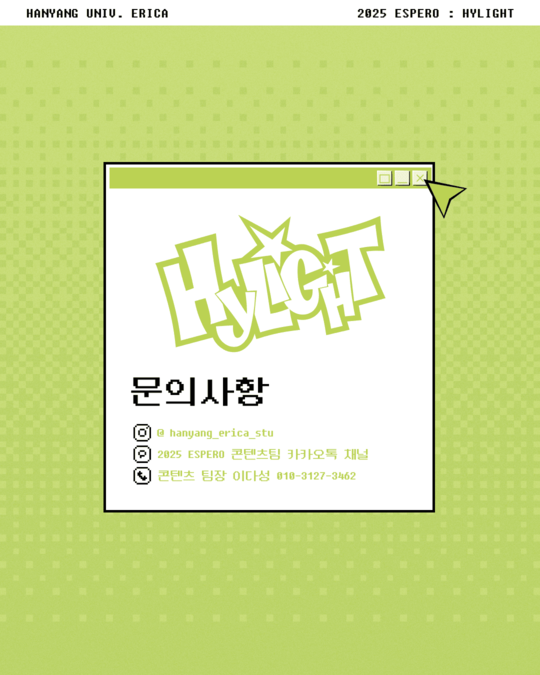 HANYANG UNIV. ERICA
2025 ESPERO : HYLIGHT
HyLIGHT
문의사항
@ hanyang_erica_stu
2025 ESPERO 콘텐츠팀 카카오톡 채널
콘텐츠 팀장 이다성 010-3127-3462